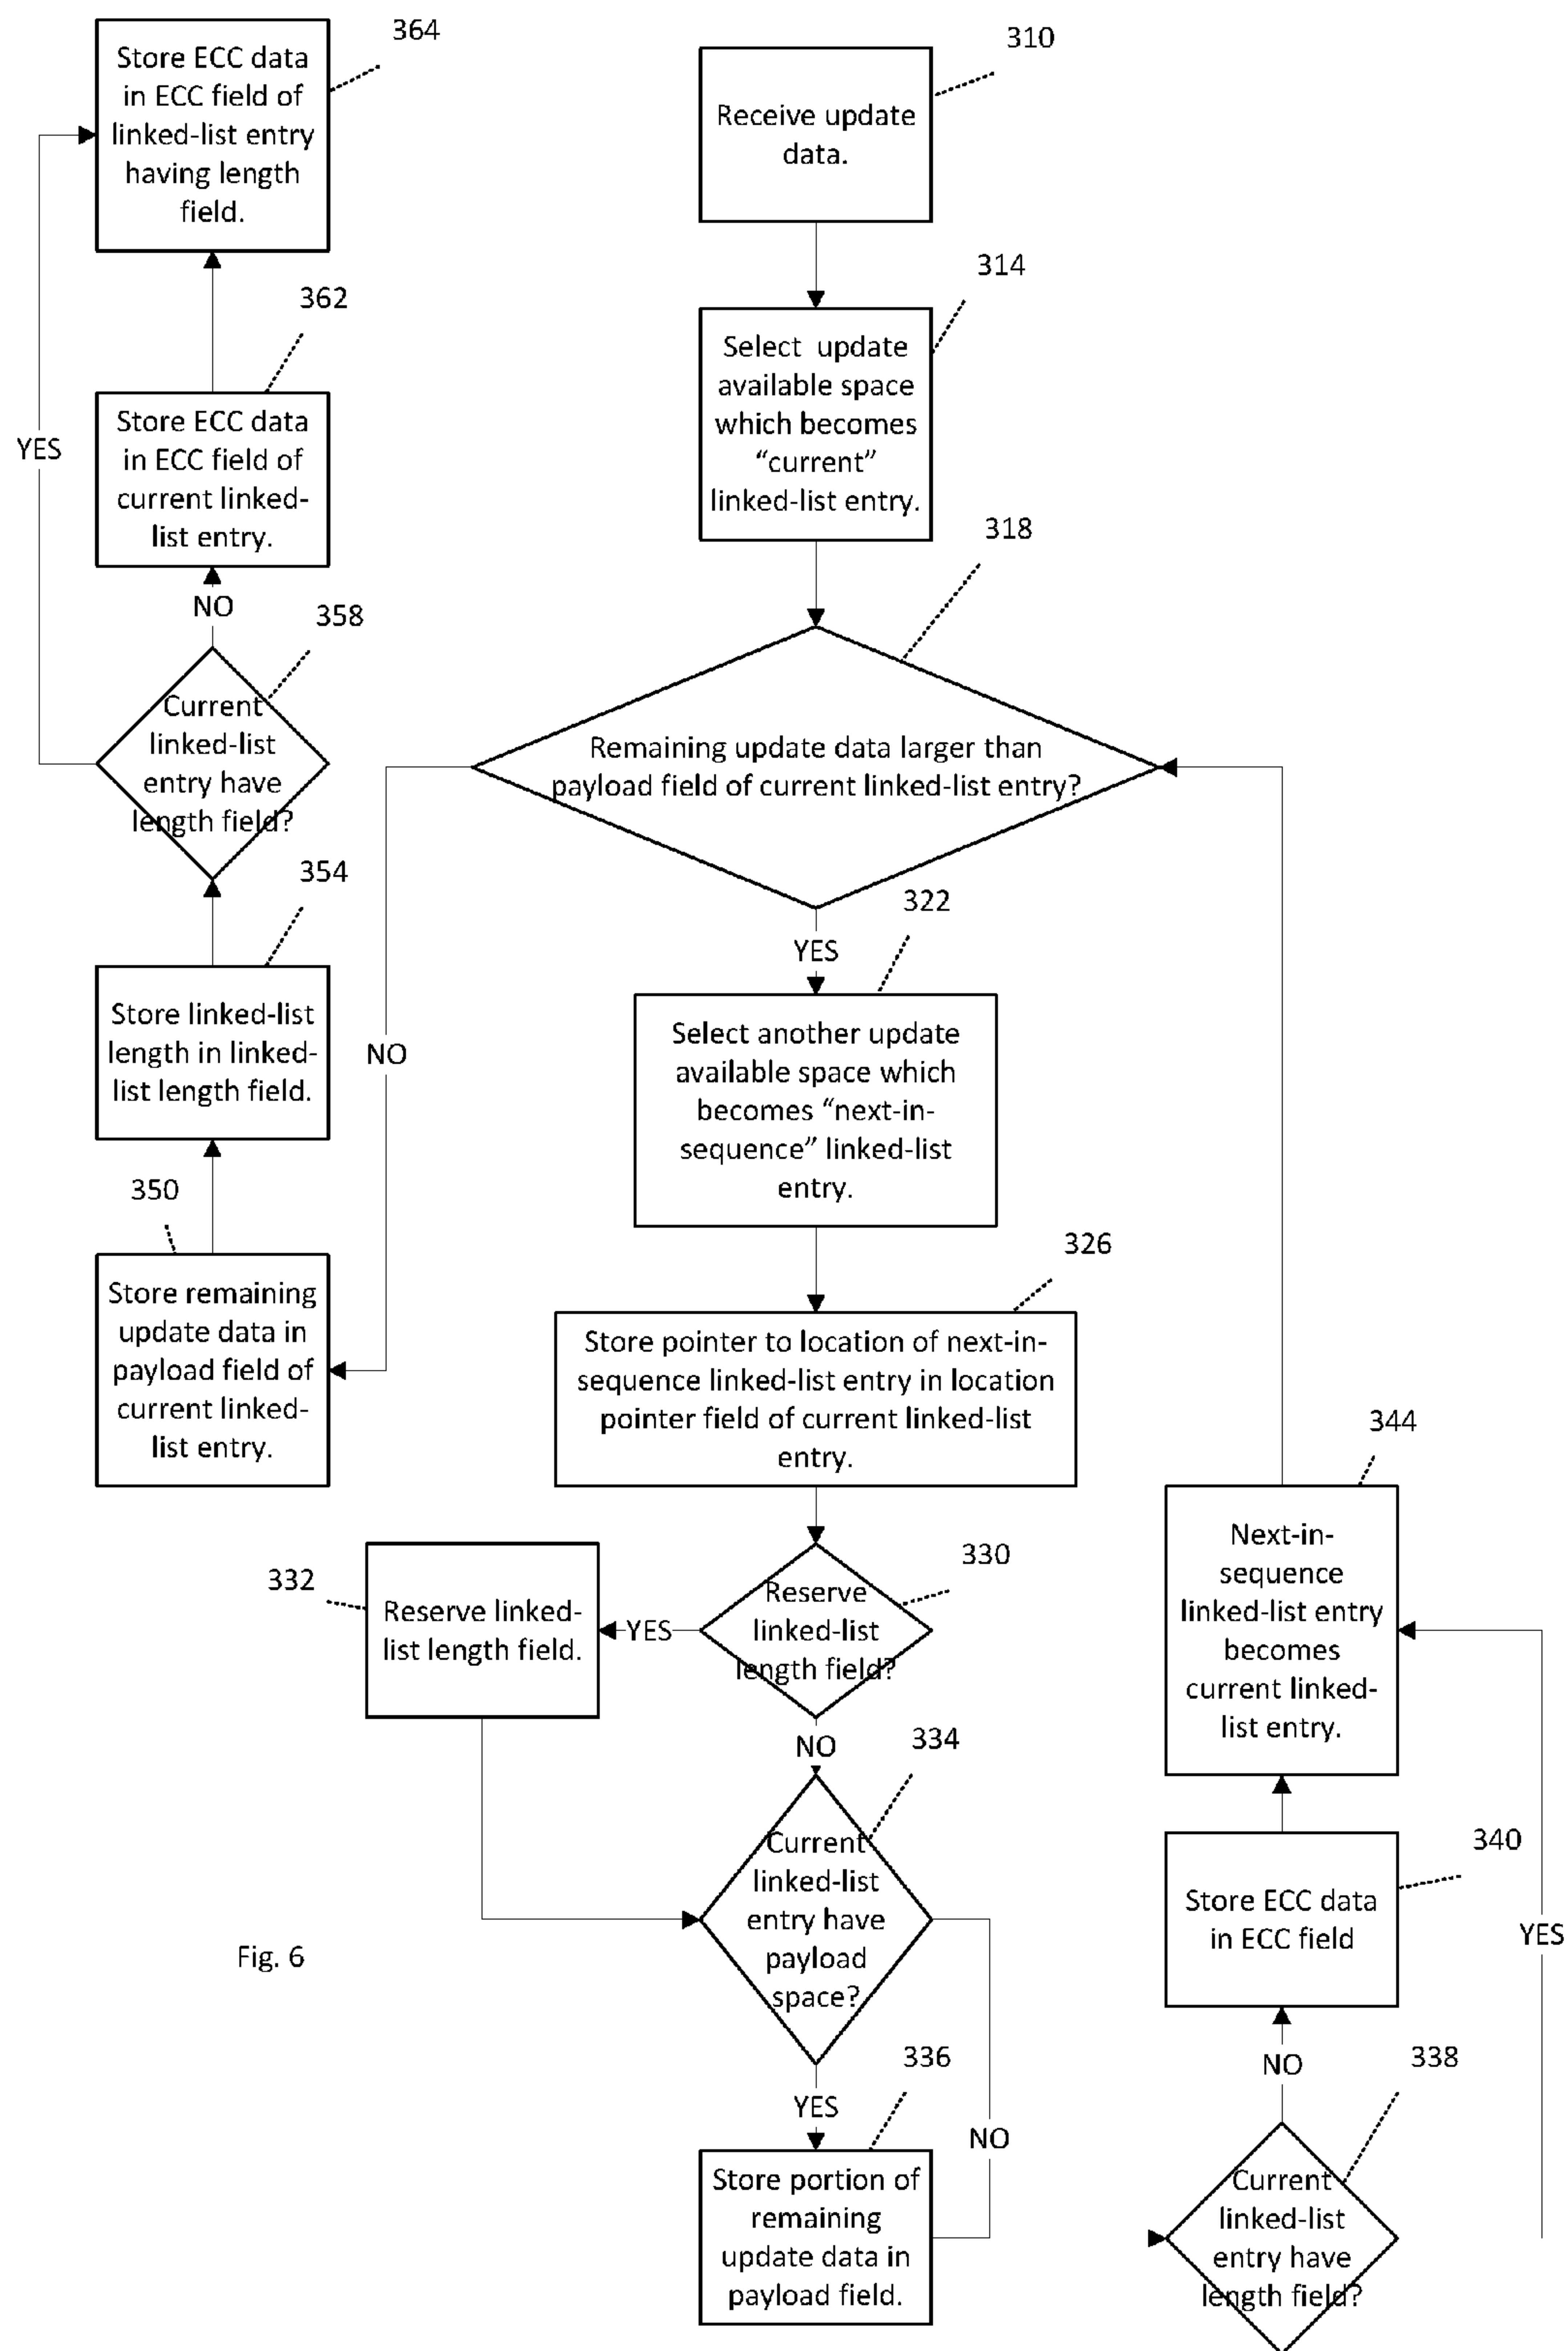 310
Receive update
data.
314
Select update
available space
which becomes
“current”
linked-list entry.
318
Remaining update data larger than
payload field of current linked-list entry?
YES
NO
322
Select another update
available space which
becomes “next-in-
sequence” linked-list
entry.
326
Store pointer to location of next-in-
sequence linked-list entry in location
pointer field of current linked-list
entry.
330
Reserve
linked-list
length field?
YES
NO
332
Reserve linked-
list length field.
334
Current
linked-list
entry have
payload
space?
YES
NO
336
Store portion of
remaining
update data in
payload field.
338
Current
linked-list
entry have
length field?
NO
YES
340
Store ECC data
in ECC field
344
Next-in-
sequence
linked-list entry
becomes
current linked-
list entry.
350
Store remaining
update data in
payload field of
current linked-
list entry.
354
Store linked-list
length in linked-
list length field.
358
Current
linked-list
entry have
length field?
NO
YES
362
Store ECC data
in ECC field of
current linked-
list entry.
364
Store ECC data
in ECC field of
linked-list entry
having length
field.
Fig. 6